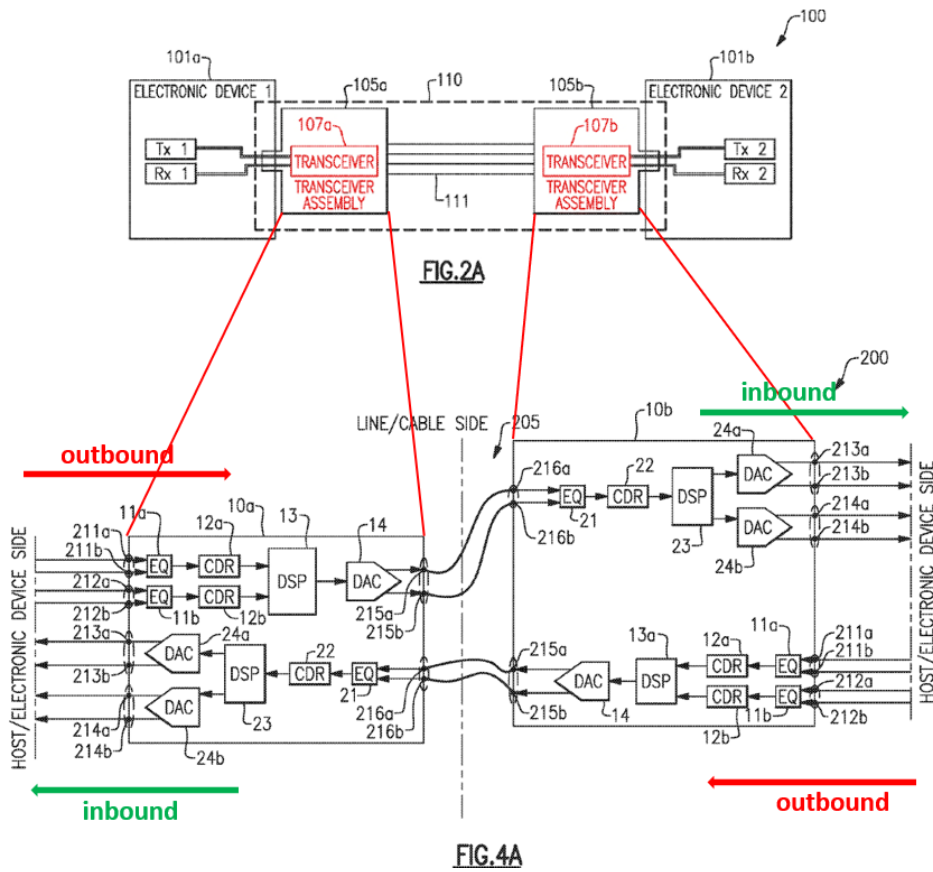 100
101a
101b
110
105a
105b
ELECTRONIC DEVICE 1
ELECTRONIC DEVICE 2
107a
107b
Tx 1
TRANSCEIVER
TRANSCEIVER
Tx 2
Rx 1
Rx 2
TRANSCEIVER
ASSEMBLY
111
TRANSCEIVER
ASSEMBLY
FIG.2A
200
inbound
LINE/CABLE SIDE
205
10b
24a
213a
outbound
216a
22
DAC
213b
10a
13
EQ
CDR
DSP
214a
11a
12a
14
21
216b
23
DAC
214b
211a
24b
211b
EQ
CDR
DSP
DAC
212a
EQ
CDR
215a
212b
11b
12b
215b
213a
24a
13a
12a
11a
211a
DAC
22
215a
CDR
EQ
211b
213b
DSP
CDR
EQ
DAC
DSP
212a
DAC
21
216a
215b
14
CDR
EQ
212b
214a
23
216b
12b
11b
214b
24b
HOST/ELECTRONIC DEVICE SIDE
HOST/ELECTRONIC DEVICE SIDE
inbound
outbound
FIG.4A